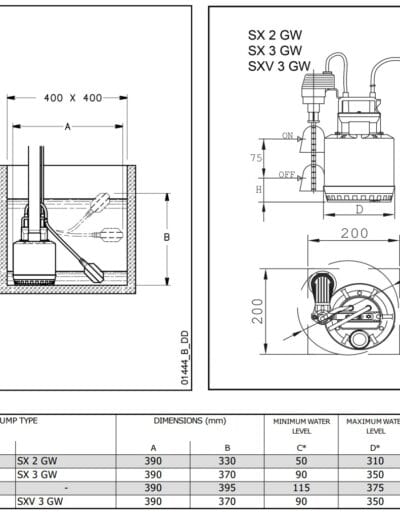 400 X 400
A
B
01444_B_DD
SX 2 GW
SX 3 GW
SXV 3 GW
ON
75
OFF
H
D
200
200
UMP TYPE DIMENSIONS (mm) MINIMUM WATER LEVEL MAXIMUM WATER LEVEL
A B C* D*
SX 2 GW 390 330 50 310
SX 3 GW 390 370 90 350
- 390 395 115 375
SXV 3 GW 390 370 90 350